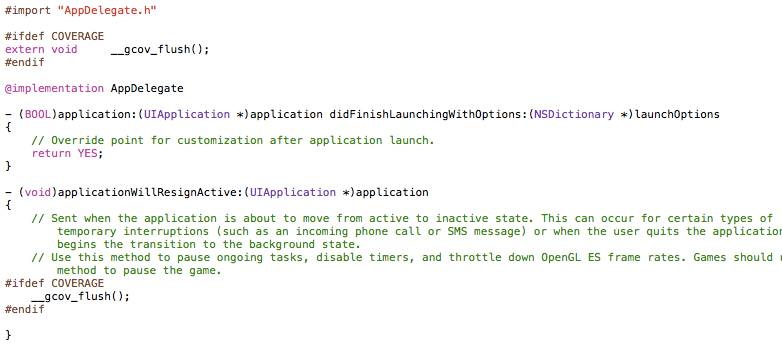 #import "AppDelegate.h"
#ifdef COVERAGE
extern void     __gcov_flush();
#endif
@implementation AppDelegate
- (BOOL)application:(UIApplication *)application didFinishLaunchingWithOptions:(NSDictionary *)launchOptions
{
    // Override point for customization after application launch.
    return YES;
}
- (void)applicationWillResignActive:(UIApplication *)application
{
    // Sent when the application is about to move from active to inactive state. This can occur for certain types of
        temporary interruptions (such as an incoming phone call or SMS message) or when the user quits the application
        begins the transition to the background state.
    // Use this method to pause ongoing tasks, disable timers, and throttle down OpenGL ES frame rates. Games should
        method to pause the game.
#ifdef COVERAGE
    __gcov_flush();
#endif
}